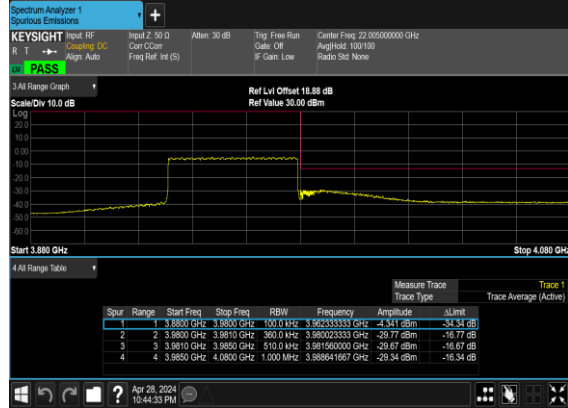 Spectrum Analyzer 1
Spurious Emissions
+
KEYSIGHT Input: RF Input Z: 50 Ω Atten: 30 dB Trig: Free Run Center Freq: 22.005000000 GHz
R T Coupling: DC Corr CCorr Gate: Off Avg|Hold: 100/100
Align: Auto Freq Ref: Int (S) IF Gain: Low Radio Std: None
PASS
3 All Range Graph Ref Lvl Offset 18.88 dB
Scale/Div 10.0 dB Ref Value 30.00 dBm
Log
20.0
10.0
0.00
-10.0
-20.0
-30.0
-40.0
-50.0
-60.0
Start 3.880 GHz Stop 4.080 GHz
4 All Range Table
Measure Trace Trace 1
Trace Type Trace Average (Active)
Spur Range Start Freq Stop Freq RBW Frequency Amplitude ΔLimit
1 1 3.8800 GHz 3.9800 GHz 100.0 kHz 3.962333333 GHz -4.341 dBm -34.34 dB
2 2 3.9800 GHz 3.9810 GHz 360.0 kHz 3.980023333 GHz -29.77 dBm -16.77 dB
3 3 3.9810 GHz 3.9850 GHz 510.0 kHz 3.981560000 GHz -29.67 dBm -16.67 dB
4 4 3.9850 GHz 4.0800 GHz 1.000 MHz 3.988641667 GHz -29.34 dBm -16.34 dB
? Apr 28, 2024
10:44:33 PM